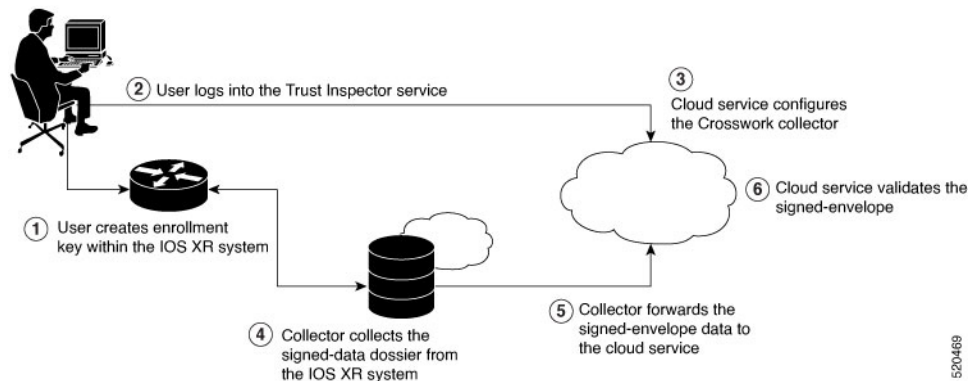 2 User logs into the Trust Inspector service
3
Cloud service configures
the Crosswork collector
6 Cloud service validates the
signed-envelope
1 User creates enrollment
key within the IOS XR system
4 Collector collects the
signed-data dossier from
the IOS XR system
5 Collector forwards the
signed-envelope data to
the cloud service
520469